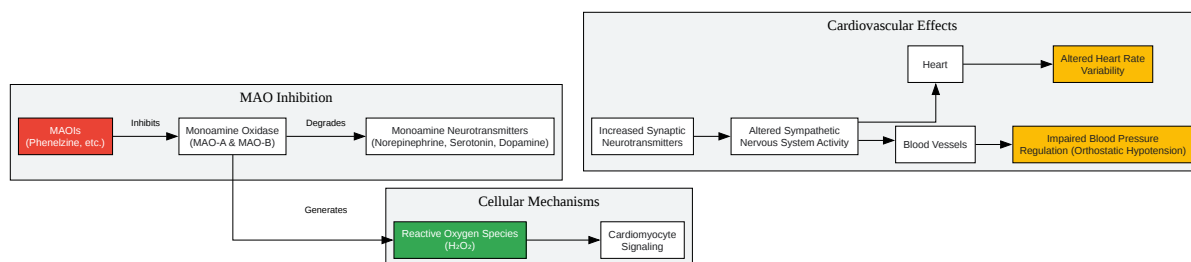 Cardiovascular Effects
Heart
Altered Heart Rate
Variability
Increased Synaptic
Neurotransmitters
Altered Sympathetic
Nervous System Activity
Blood Vessels
Impaired Blood Pressure
Regulation (Orthostatic Hypotension)
MAO Inhibition
MAOIs
(Phenelzine, etc.)
Inhibits
Monoamine Oxidase
(MAO-A & MAO-B)
Degrades
Monoamine Neurotransmitters
(Norepinephrine, Serotonin, Dopamine)
Generates
Cellular Mechanisms
Reactive Oxygen Species
(H₂O₂)
Cardiomyocyte
Signaling